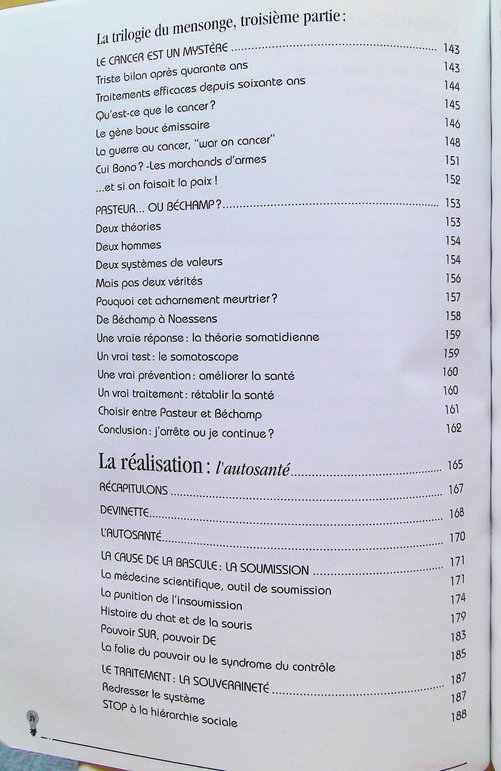 La trilogie du mensonge, troisième partie :
LE CANCER EST UN MYSTÈRE ........ 143
Triste bilan après quarante ans 143
Traitements efficaces depuis soixante ans 144
Qu'est-ce que le cancer ? 145
Le gène bouc émissaire 146
La guerre au cancer, "war on cancer" 148
Cui Bono ? -Les marchands d'armes 151
...et si on faisait la paix ! 152
PASTEUR... OU BÉCHAMP ? ........ 153
Deux théories 153
Deux hommes 154
Deux systèmes de valeurs 154
Mais pas deux vérités 156
Pouquoi cet acharnement meurtrier ? 157
De Béchamp à Naessens 158
Une vraie réponse : la théorie somatidienne 159
Un vrai test : le somatoscope 159
Une vraie prévention : améliorer la santé 160
Un vrai traitement : rétablir la santé 160
Choisir entre Pasteur et Béchamp 161
Conclusion : j'arrête ou je continue ? 162
La réalisation : l'autosanté ........ 165
RÉCAPITULONS ........ 167
DEVINETTE ........ 168
L'AUTOSANTÉ ........ 170
LA CAUSE DE LA BASCULE : LA SOUMISSION ........ 171
La médecine scientifique, outil de soumission 171
La punition de l'insoumission 174
Histoire du chat et de la souris 179
Pouvoir SUR, pouvoir DE 183
La folie du pouvoir ou le syndrome du contrôle 185
LE TRAITEMENT : LA SOUVERAINETÉ ........ 187
Redresser le système 187
STOP à la hiérarchie sociale 188
iv